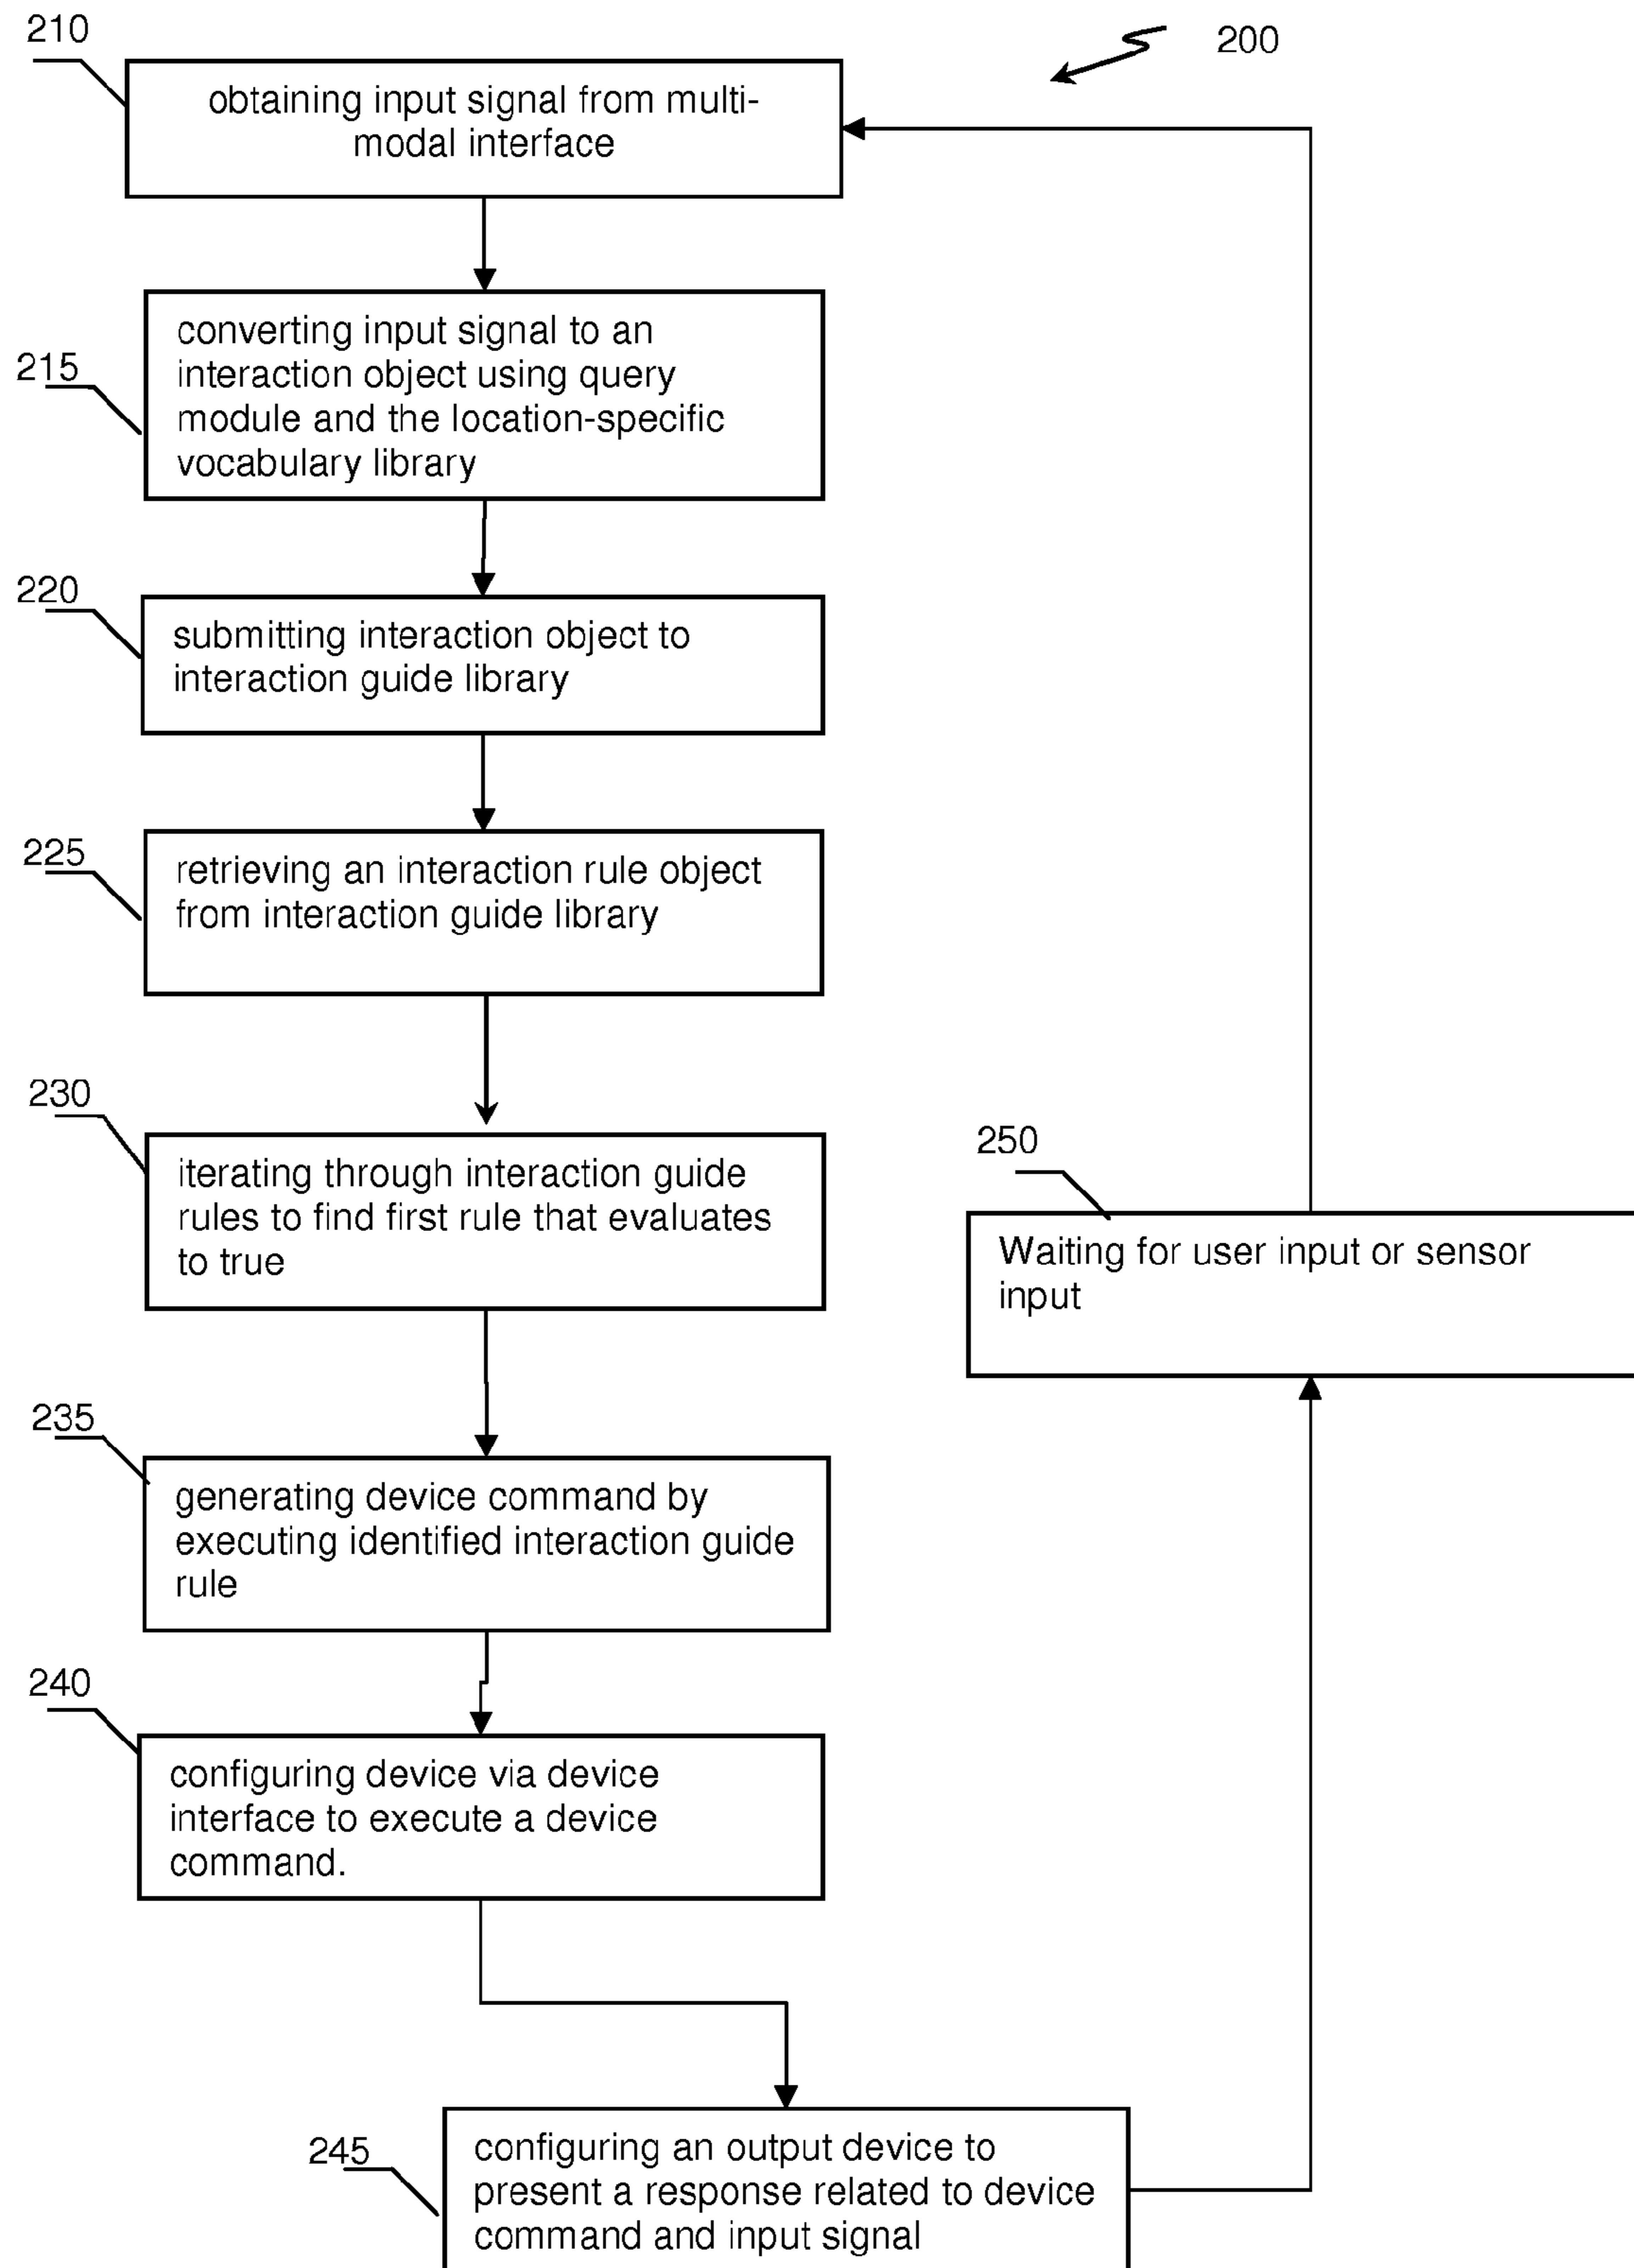 210
200
obtaining input signal from multi-
modal interface
215
converting input signal to an
interaction object using query
module and the location-specific
vocabulary library
220
submitting interaction object to
interaction guide library
225
retrieving an interaction rule object
from interaction guide library
230
iterating through interaction guide
rules to find first rule that evaluates
to true
250
Waiting for user input or sensor
input
235
generating device command by
executing identified interaction guide
rule
240
configuring device via device
interface to execute a device
command.
245
configuring an output device to
present a response related to device
command and input signal